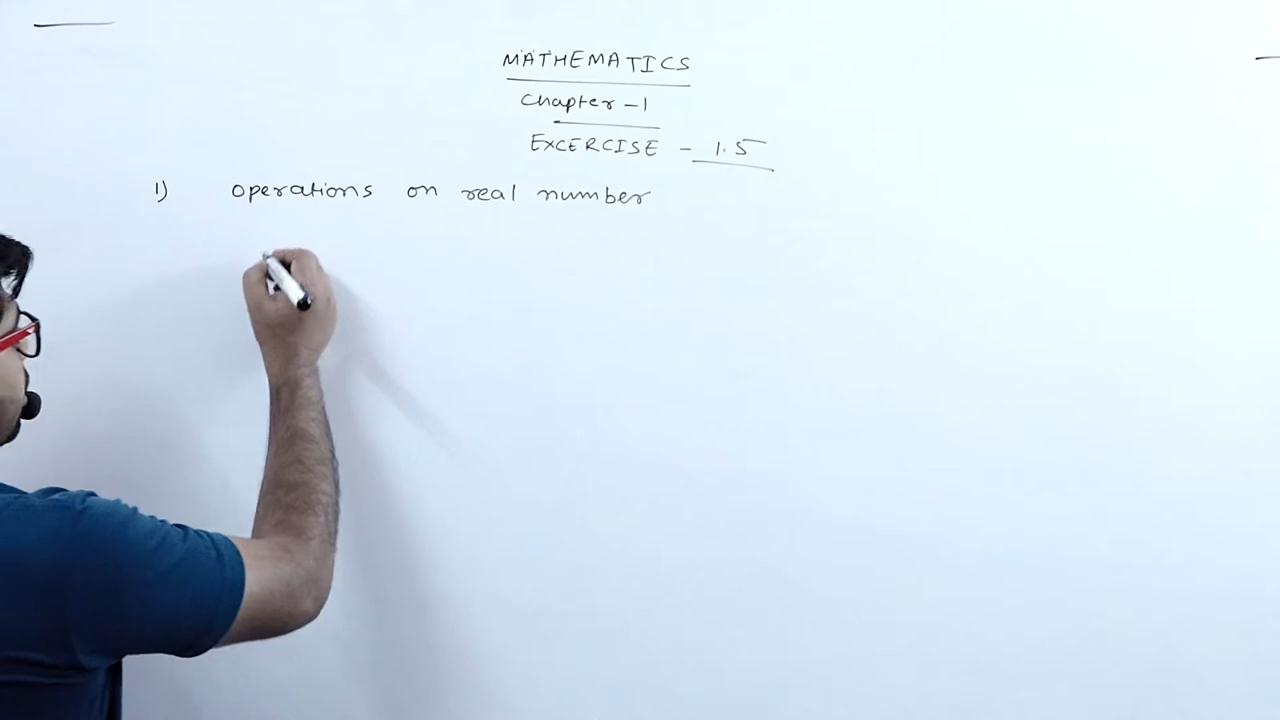 MATHEMATICS
Chapter - 1
EXCERCISE - 1.5
1) operations on real number